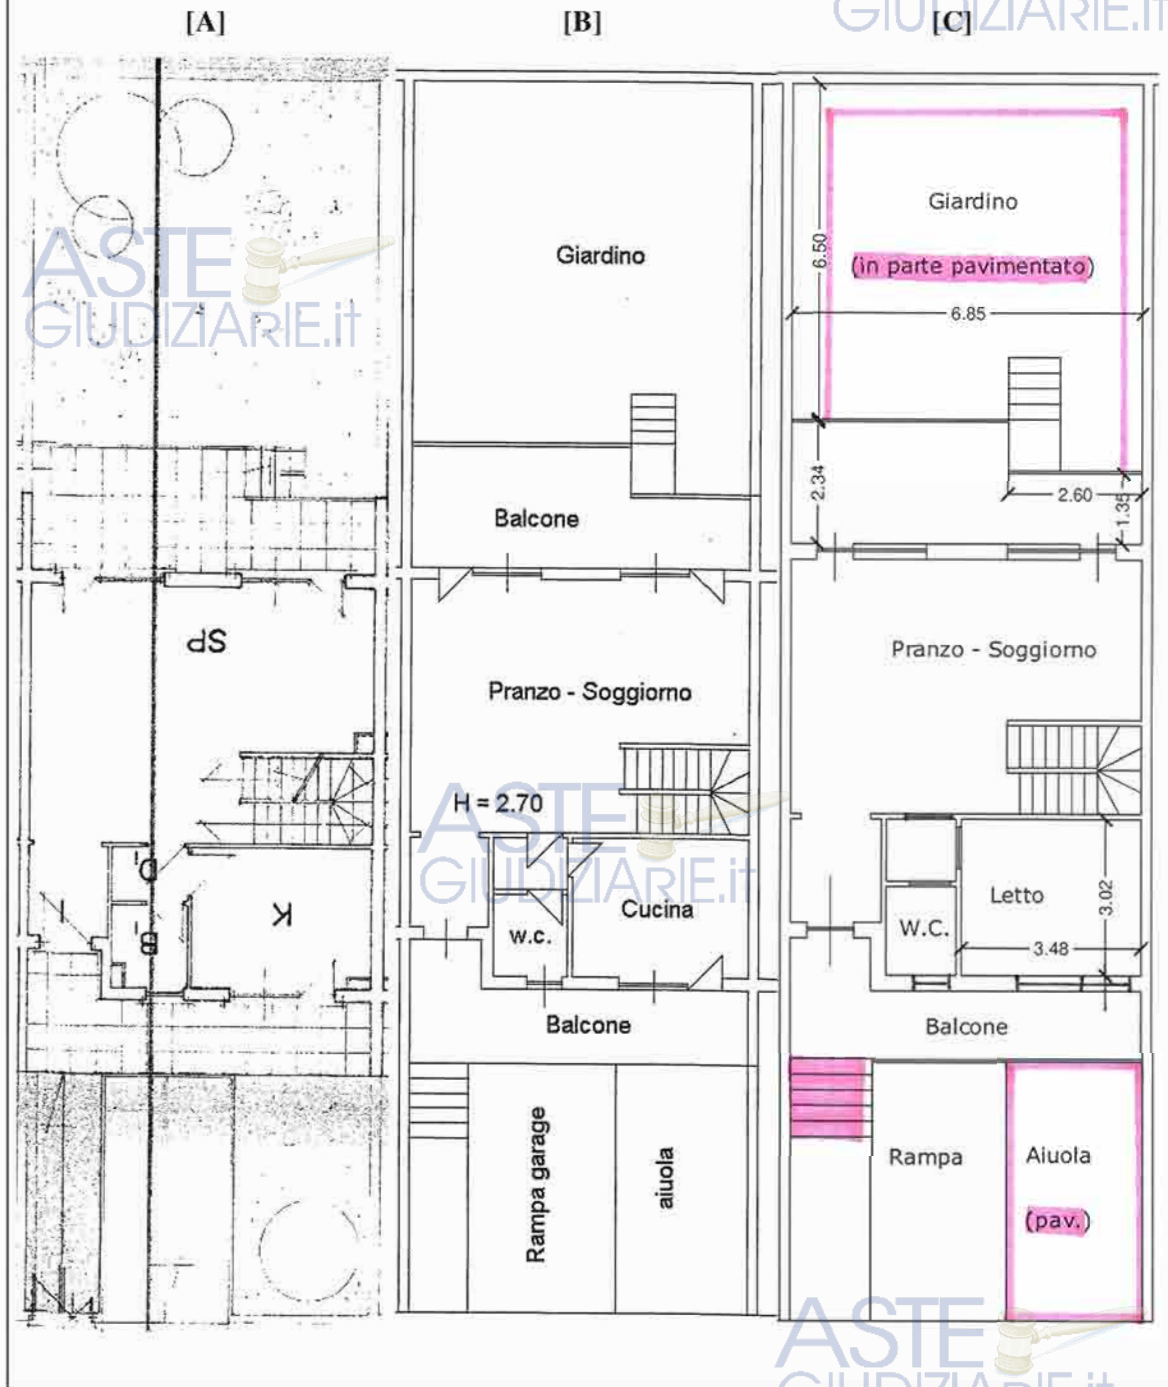 [A]
[B]
[C]
GIUDIZIARIE.it
Giardino
(in parte pavimentato)
6.50
6.85
Giardino
ASTE
GIUDIZIARIE.it
2.34
2.60
1.35
Balcone
SP
Pranzo - Soggiorno
Pranzo - Soggiorno
H = 2.70
ASTE
GIUDIZIARIE.it
K
Cucina
w.c.
Letto
W.C.
3.02
3.48
Balcone
Balcone
Rampa garage
aiuola
Rampa
Aiuola
(pav.)
ASTE
GIUDIZIARIE.it